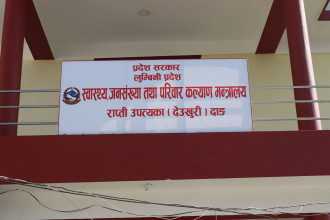 प्रदेश सरकार
लुम्बिनी प्रदेश
स्वास्थ्य, जनसंख्या तथा परिवार कल्याण मन्त्रालय
राप्ती उपत्यका ( देउखुरी ) दाङ